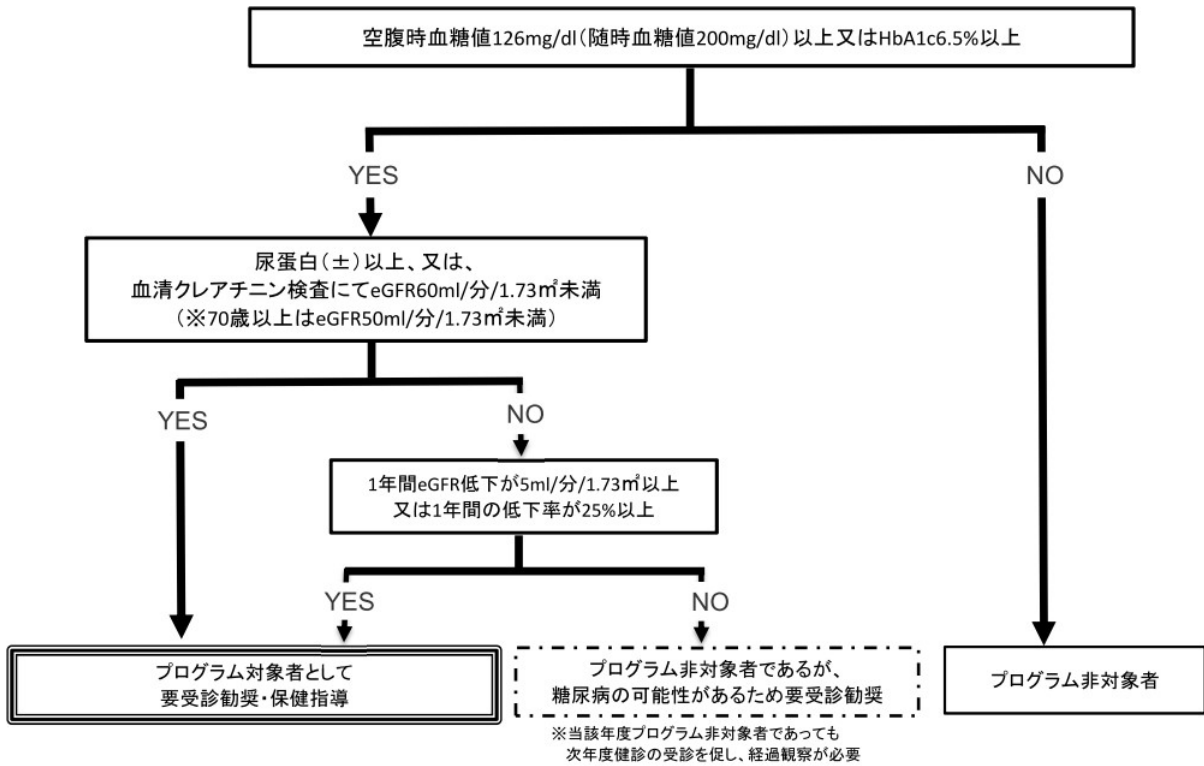 空腹時血糖値126mg/dl(随時血糖値200mg/dl)以上又はHbA1c6.5%以上
YES
NO
尿蛋白(±)以上、又は、
血清クレアチニン検査にてeGFR60ml/分/1.73㎡未満
(※70歳以上はeGFR50ml/分/1.73㎡未満)
YES
NO
1年間eGFR低下が5ml/分/1.73㎡以上
又は1年間の低下率が25%以上
YES
NO
プログラム対象者として
要受診勧奨・保健指導
プログラム非対象者であるが、
糖尿病の可能性があるため要受診勧奨
プログラム非対象者
※当該年度プログラム非対象者であっても
次年度健診の受診を促し、経過観察が必要